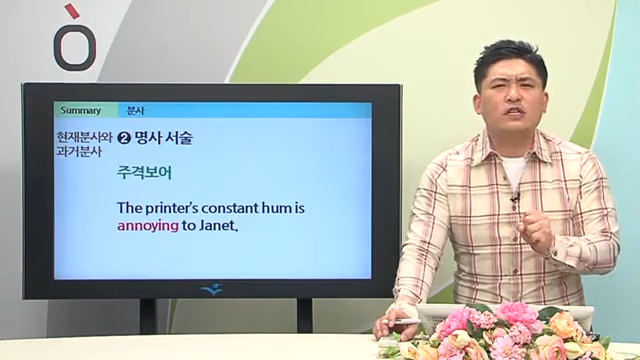 Summary 분사
현재분사와 ❷ 명사 서술
과거분사
주격보어
The printer's constant hum is
annoying to Janet.